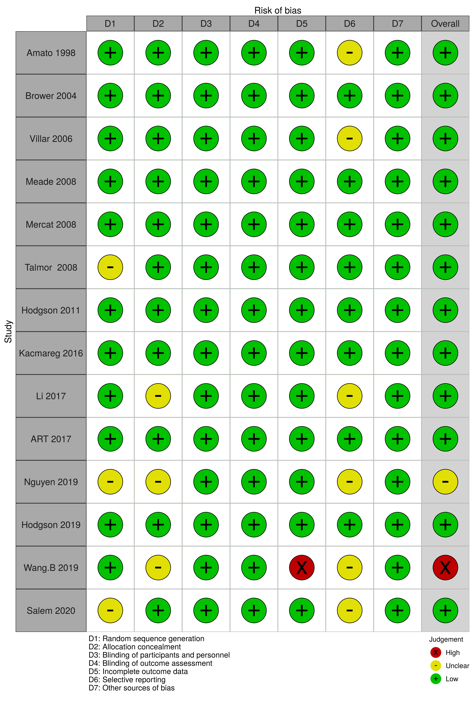 Risk of bias
D1 D2 D3 D4 D5 D6 D7 Overall
Study
Amato 1998 + + + + + - + +
Brower 2004 + + + + + + + +
Villar 2006 + + + + + - + +
Meade 2008 + + + + + + + +
Mercat 2008 + + + + + + + +
Talmor 2008 - + + + + + + +
Hodgson 2011 + + + + + + + +
Kacmareg 2016 + + + + + + + +
Li 2017 + - + + + - + +
ART 2017 + + + + + + + +
Nguyen 2019 - - + + + - + -
Hodgson 2019 + + + + + + + +
Wang.B 2019 + - + + X - + X
Salem 2020 - + + + + + + +
D1: Random sequence generation
D2: Allocation concealment
D3: Blinding of participants and personnel
D4: Blinding of outcome assessment
D5: Incomplete outcome data
D6: Selective reporting
D7: Other sources of bias
Judgement
X High
- Unclear
+ Low